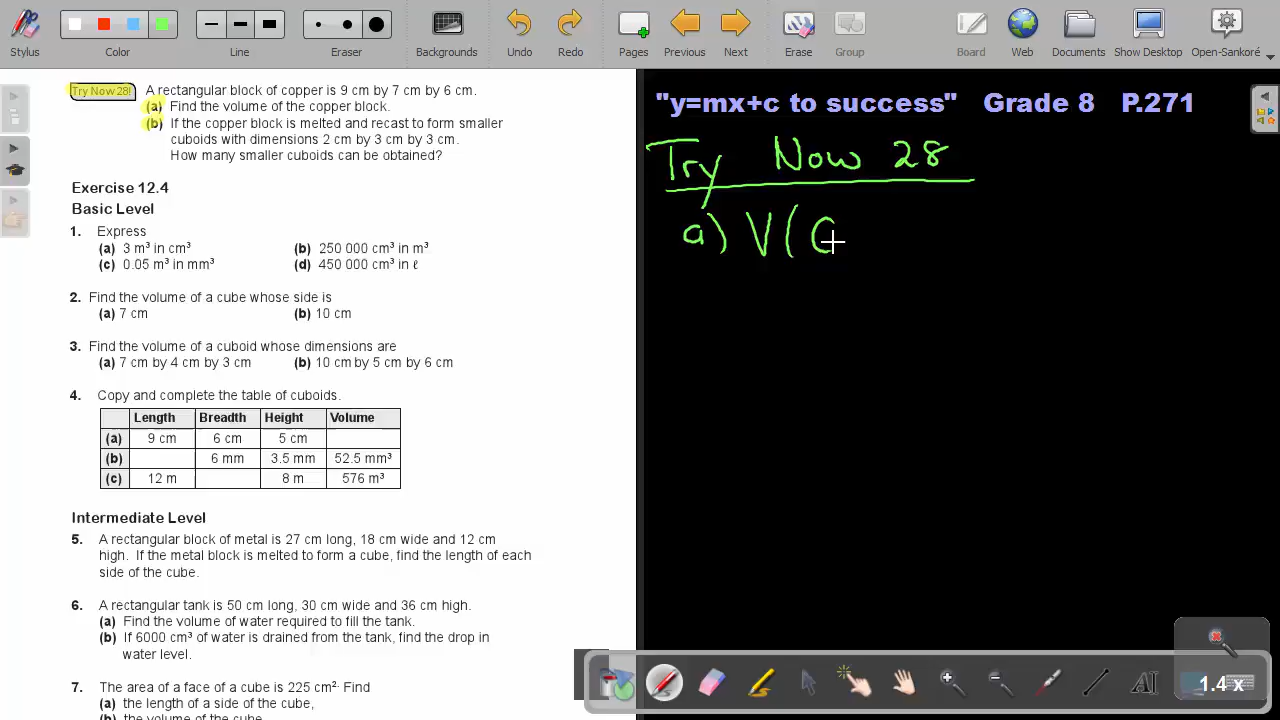 Stylus Color Line Eraser Backgrounds Undo Redo Pages Previous Next Erase Group Board Web Documents Show Desktop Open-Sankoré
Try Now 28! A rectangular block of copper is 9 cm by 7 cm by 6 cm.
(a) Find the volume of the copper block.
(b) If the copper block is melted and recast to form smaller
cuboids with dimensions 2 cm by 3 cm by 3 cm.
How many smaller cuboids can be obtained?
Exercise 12.4
Basic Level
1. Express
(a) 3 m³ in cm³ (b) 250 000 cm³ in m³
(c) 0.05 m³ in mm³ (d) 450 000 cm³ in ℓ
2. Find the volume of a cube whose side is
(a) 7 cm (b) 10 cm
3. Find the volume of a cuboid whose dimensions are
(a) 7 cm by 4 cm by 3 cm (b) 10 cm by 5 cm by 6 cm
4. Copy and complete the table of cuboids.
Length Breadth Height Volume
(a) 9 cm 6 cm 5 cm
(b) 6 mm 3.5 mm 52.5 mm³
(c) 12 m 8 m 576 m³
Intermediate Level
5. A rectangular block of metal is 27 cm long, 18 cm wide and 12 cm
high. If the metal block is melted to form a cube, find the length of each
side of the cube.
6. A rectangular tank is 50 cm long, 30 cm wide and 36 cm high.
(a) Find the volume of water required to fill the tank.
(b) If 6000 cm³ of water is drained from the tank, find the drop in
water level.
7. The area of a face of a cube is 225 cm². Find
(a) the length of a side of the cube,
(b) the volume of the cube
"y=mx+c to success" Grade 8 P.271
Try Now 28
a) V( C
1.4 x